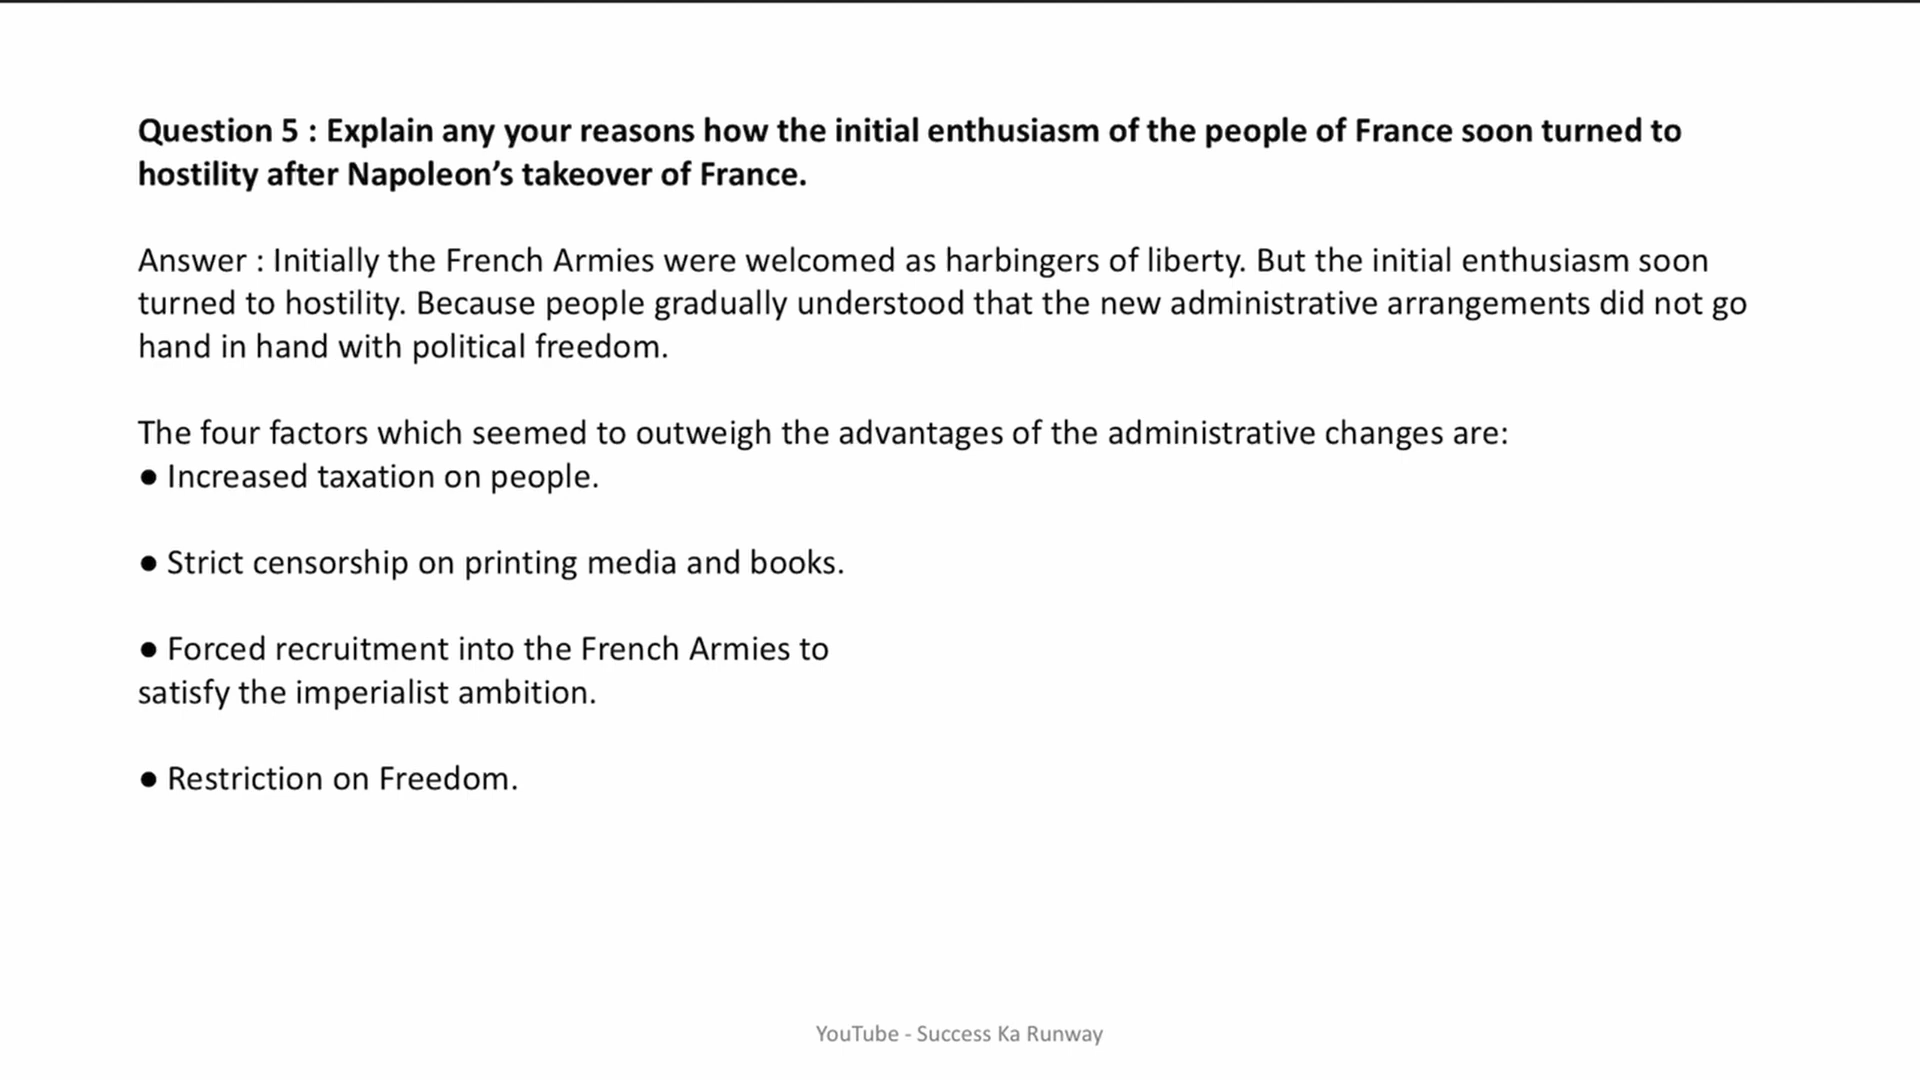 Question 5 : Explain any your reasons how the initial enthusiasm of the people of France soon turned to
hostility after Napoleon’s takeover of France.
Answer : Initially the French Armies were welcomed as harbingers of liberty. But the initial enthusiasm soon
turned to hostility. Because people gradually understood that the new administrative arrangements did not go
hand in hand with political freedom.
The four factors which seemed to outweigh the advantages of the administrative changes are:
● Increased taxation on people.
● Strict censorship on printing media and books.
● Forced recruitment into the French Armies to
satisfy the imperialist ambition.
● Restriction on Freedom.
YouTube - Success Ka Runway